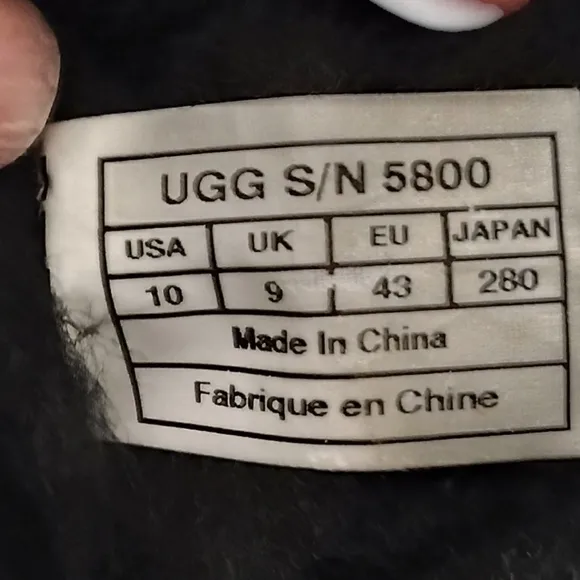 UGG S/N 5800
USA UK EU JAPAN
10 9 43 280
Made In China
Fabrique en Chine